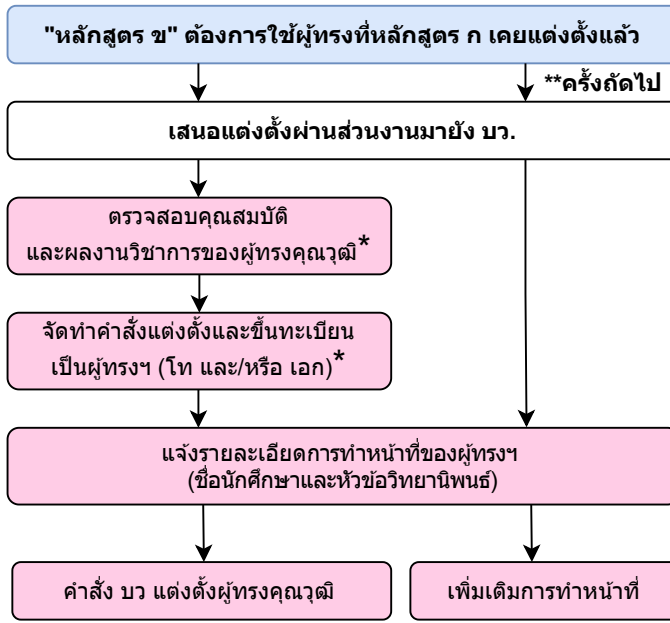 "หลักสูตร ข" ต้องการใช้ผู้ทรงที่หลักสูตร ก เคยแต่งตั้งแล้ว
**ครั้งถัดไป
เสนอแต่งตั้งผ่านส่วนงานมายัง บว.
ตรวจสอบคุณสมบัติ
และผลงานวิชาการของผู้ทรงคุณวุฒิ*
จัดทำคำสั่งแต่งตั้งและขึ้นทะเบียน
เป็นผู้ทรงฯ (โท และ/หรือ เอก)*
แจ้งรายละเอียดการทำหน้าที่ของผู้ทรงฯ
(ชื่อนักศึกษาและหัวข้อวิทยานิพนธ์)
คำสั่ง บว แต่งตั้งผู้ทรงคุณวุฒิ
เพิ่มเติมการทำหน้าที่